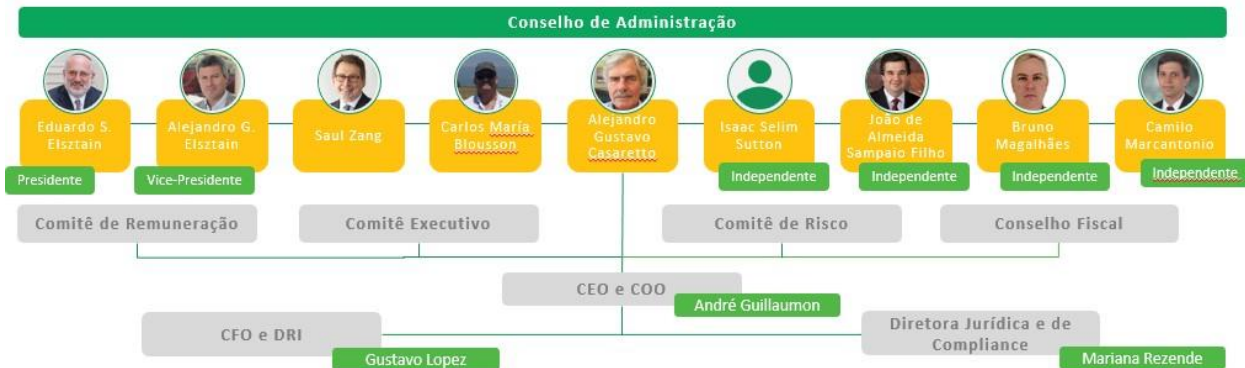 Conselho de Administração
Eduardo S.
Elsztain
Alejandro G.
Elsztain
Saul Zang
Carlos María
Blousson
Alejandro
Gustavo
Casaretto
Isaac Selim
Sutton
João de
Almeida
Sampaio Filho
Bruno
Magalhães
Camilo
Marcantonio
Presidente
Vice-Presidente
Independente
Independente
Independente
Independente
Comitê de Remuneração
Comitê Executivo
Comitê de Risco
Conselho Fiscal
CEO e COO
André Guillaumon
CFO e DRI
Gustavo Lopez
Diretora Jurídica e de
Compliance
Mariana Rezende